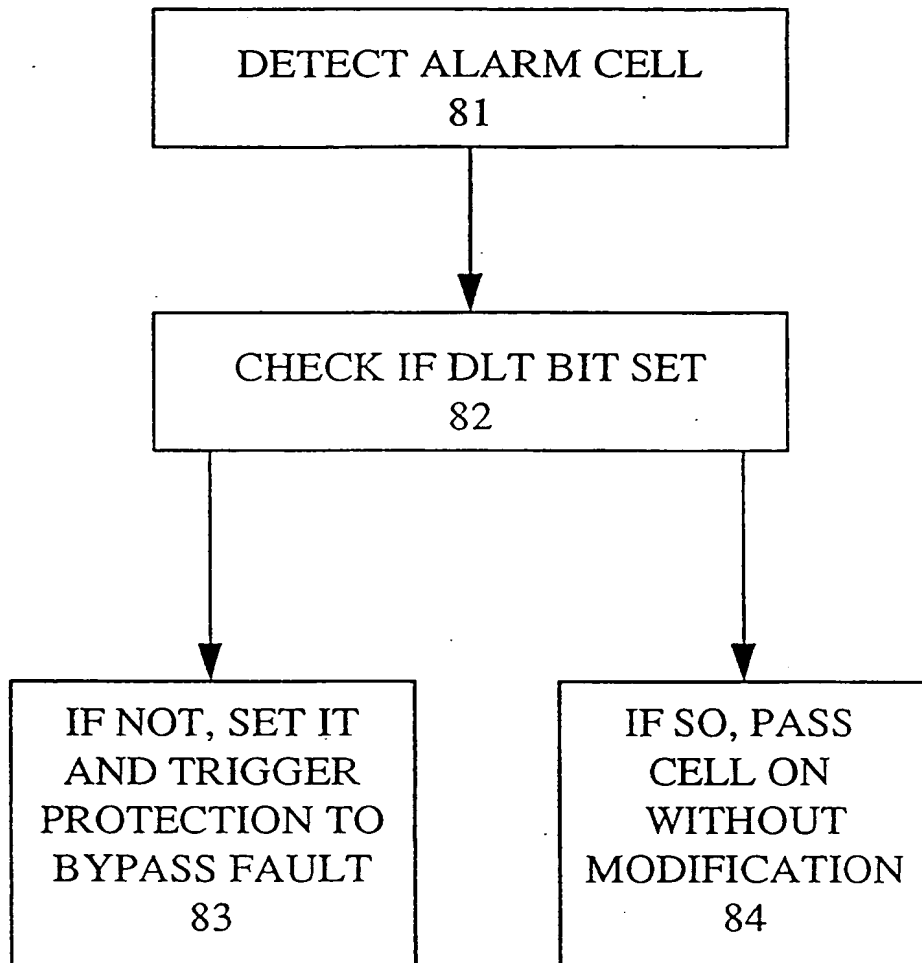 DETECT ALARM CELL
81
CHECK IF DLT BIT SET
82
IF NOT, SET IT
AND TRIGGER
PROTECTION TO
BYPASS FAULT
83
IF SO, PASS
CELL ON
WITHOUT
MODIFICATION
84